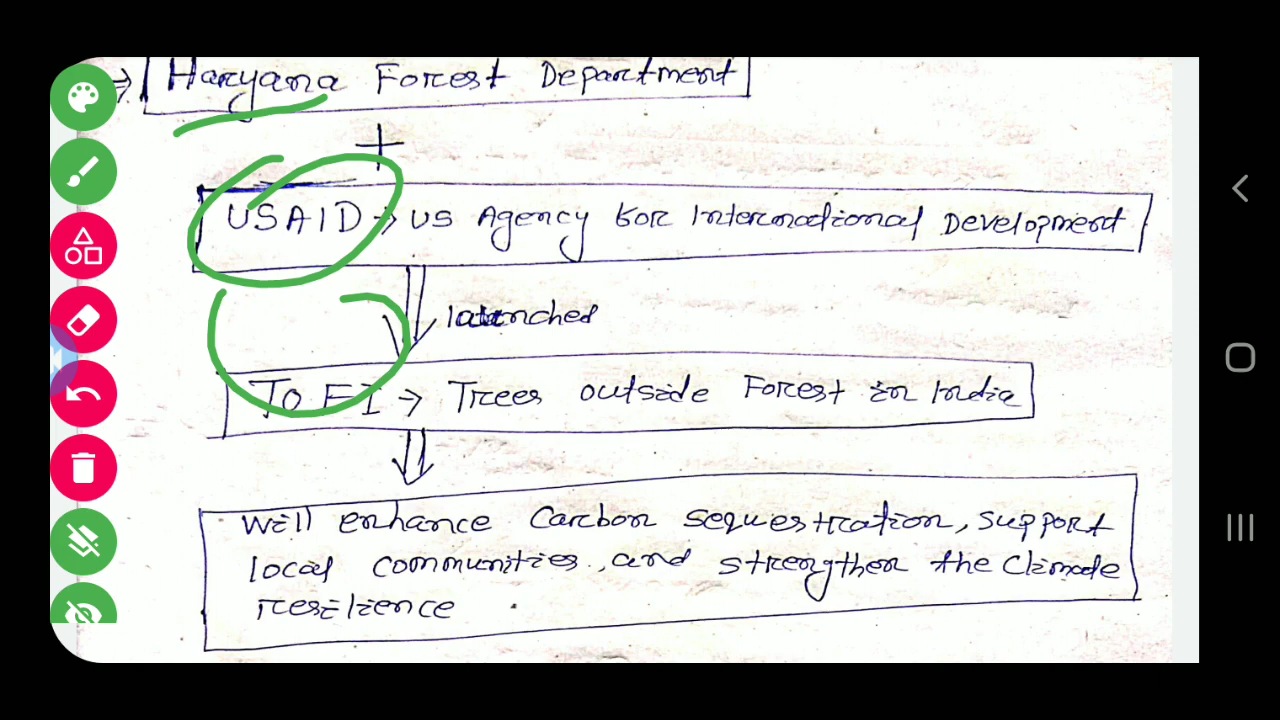 ⇒ Haryana Forest Department
+
USAID → US Agency for International Development
launched
TOFI → Trees outside Forest in India
Will enhance Carbon sequestration, support
local communities, and strengthen the Climate
resilience